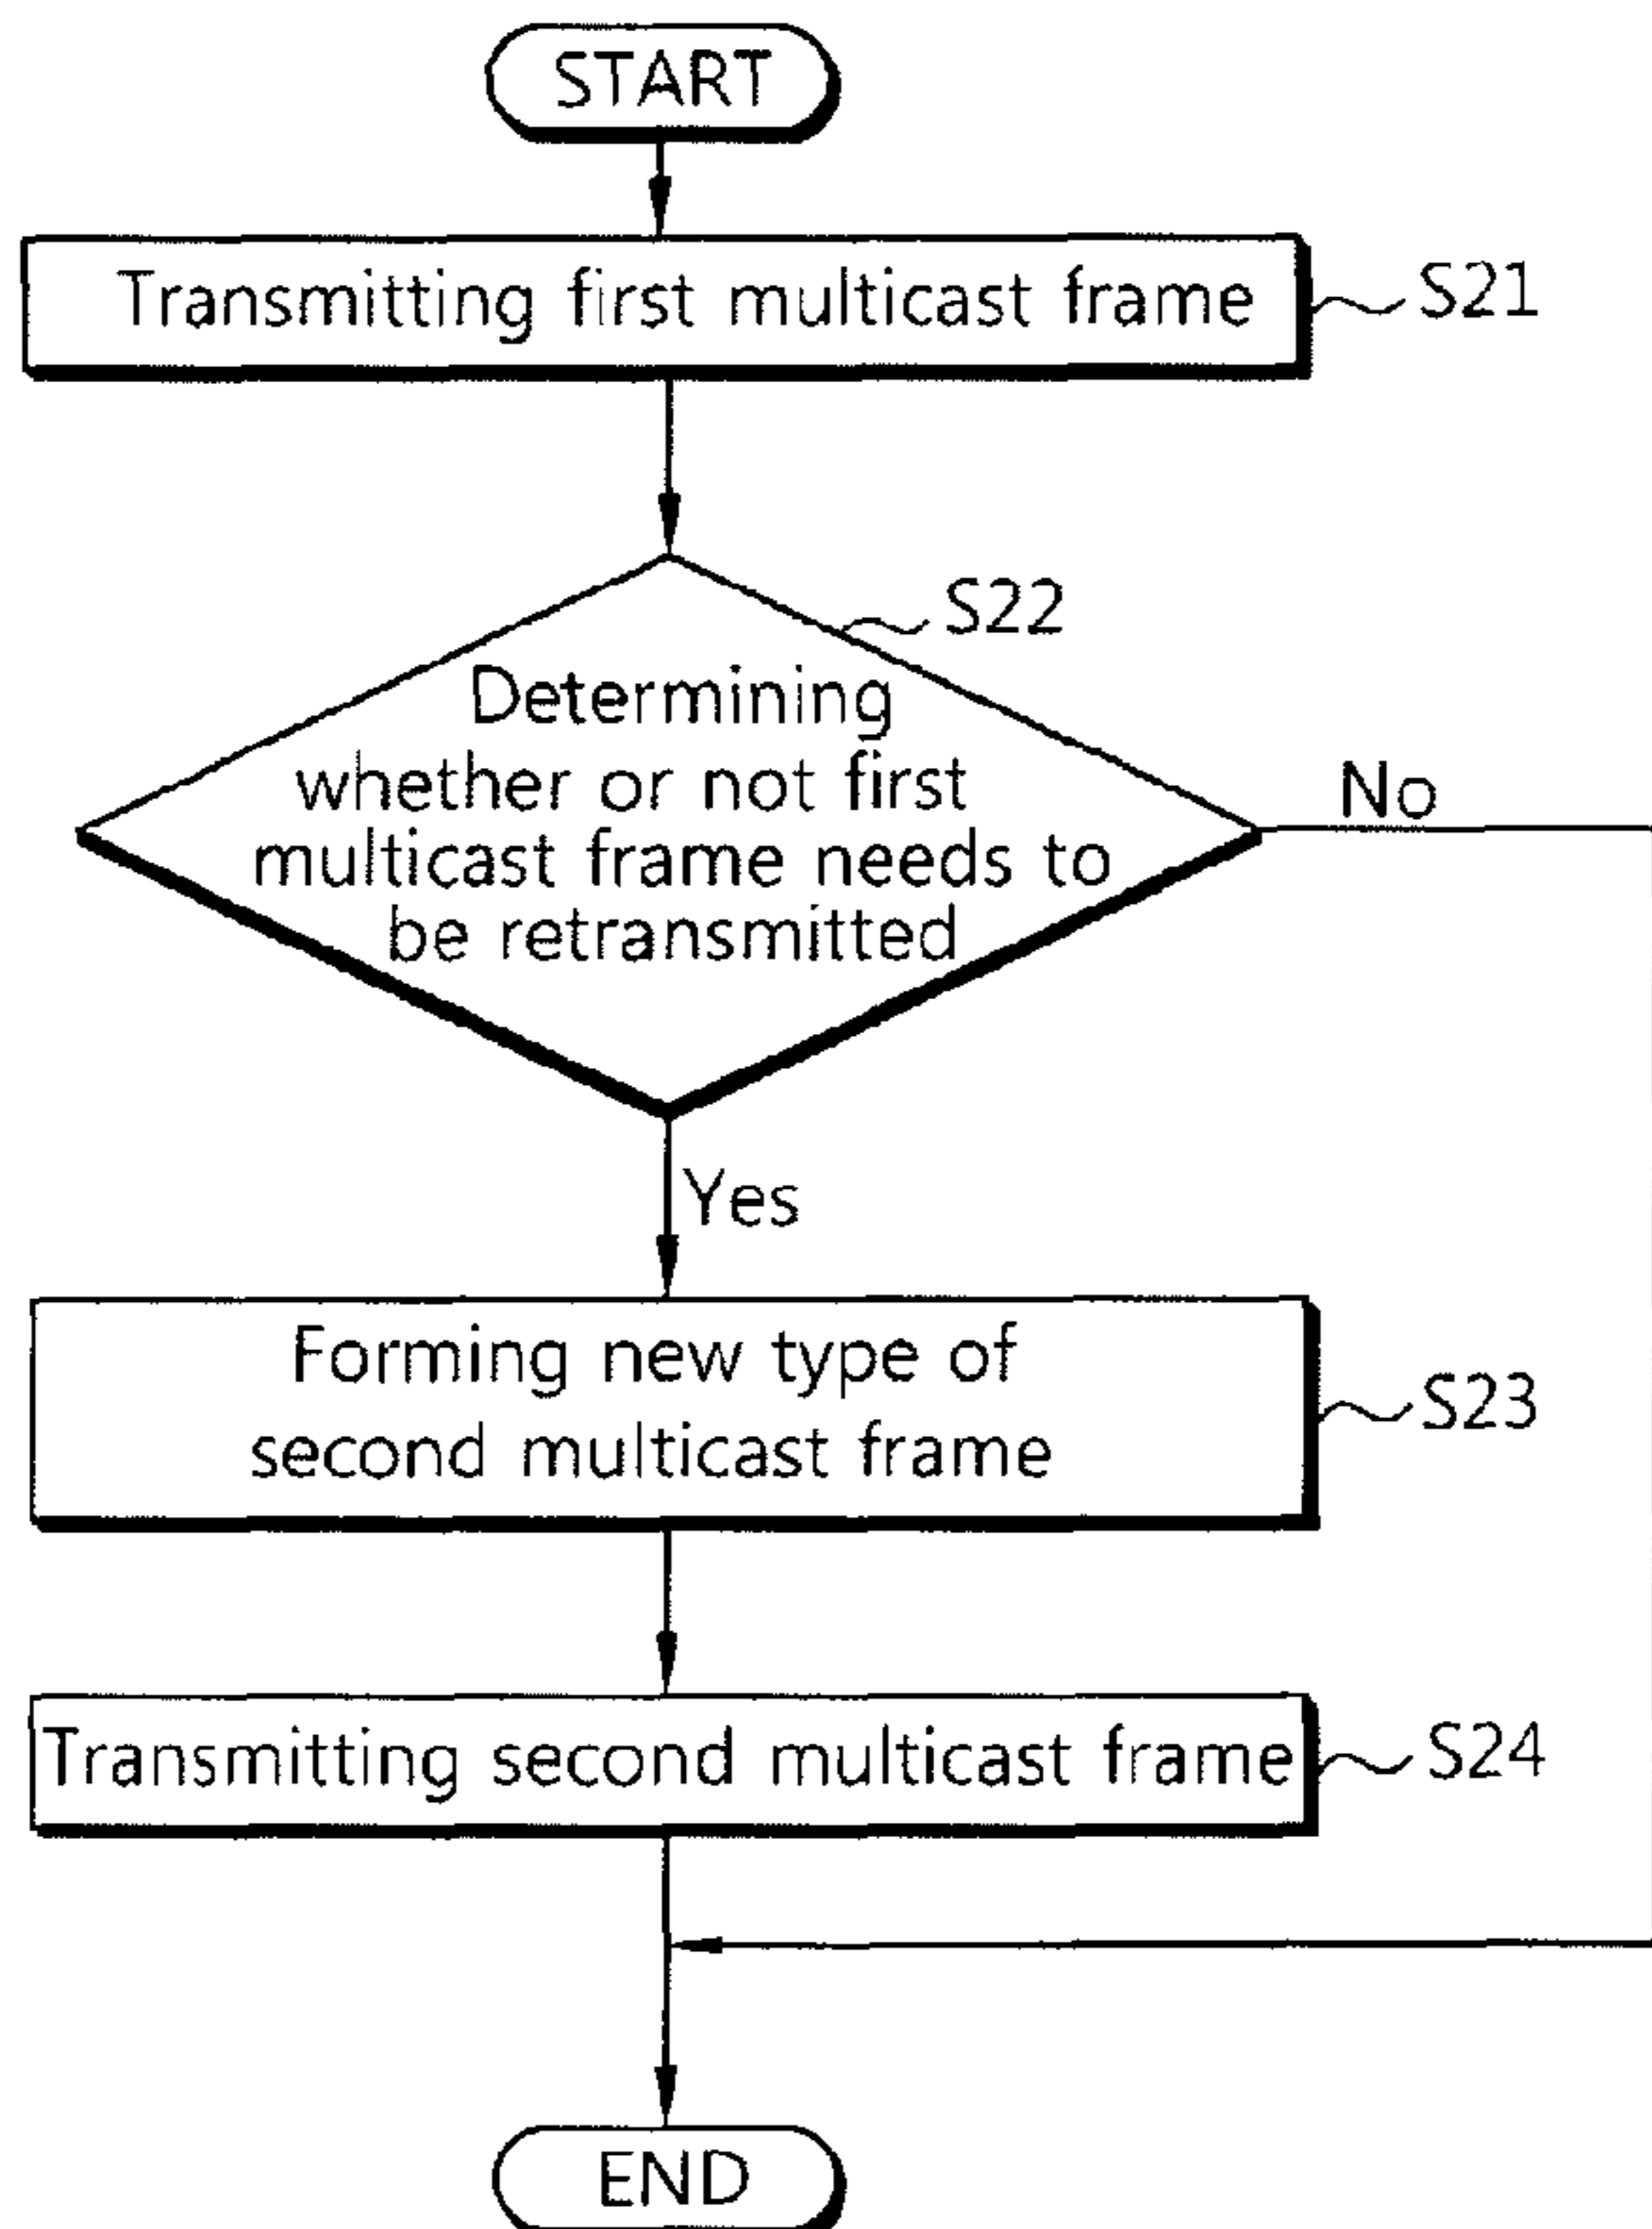 START
Transmitting first multicast frame
S21
S22
Determining
whether or not first
multicast frame needs to
be retransmitted
No
Yes
Forming new type of
second multicast frame
S23
Transmitting second multicast frame
S24
END